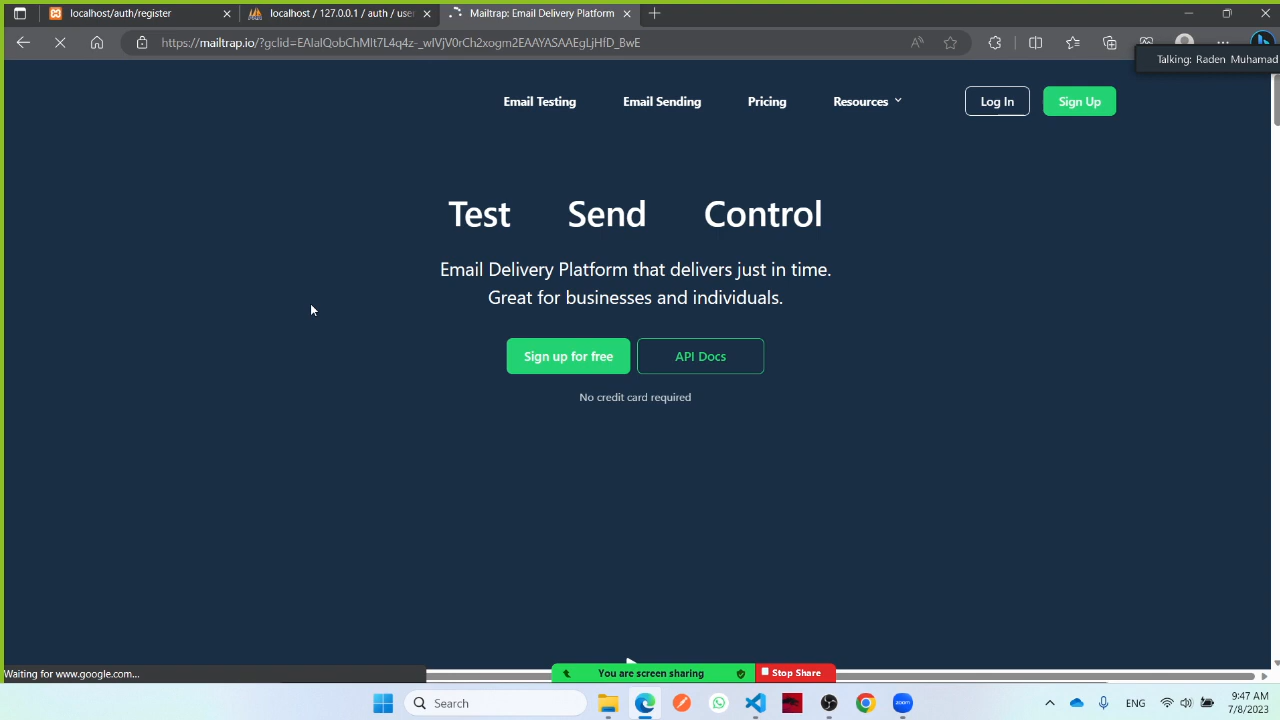 localhost/auth/register
localhost / 127.0.0.1 / auth / use
Mailtrap: Email Delivery Platform
https://mailtrap.io/?gclid=EAIaIQobChMIt7L4q4z-_wIVjV0rCh2xogm2EAAYASAAEgLjHfD_BwE
Talking: Raden Muhamad
Email Testing
Email Sending
Pricing
Resources
Log In
Sign Up
Test Send Control
Email Delivery Platform that delivers just in time.
Great for businesses and individuals.
Sign up for free
API Docs
No credit card required
Waiting for www.google.com...
You are screen sharing
Stop Share
Search
zoom
ENG
9:47 AM
7/8/2023